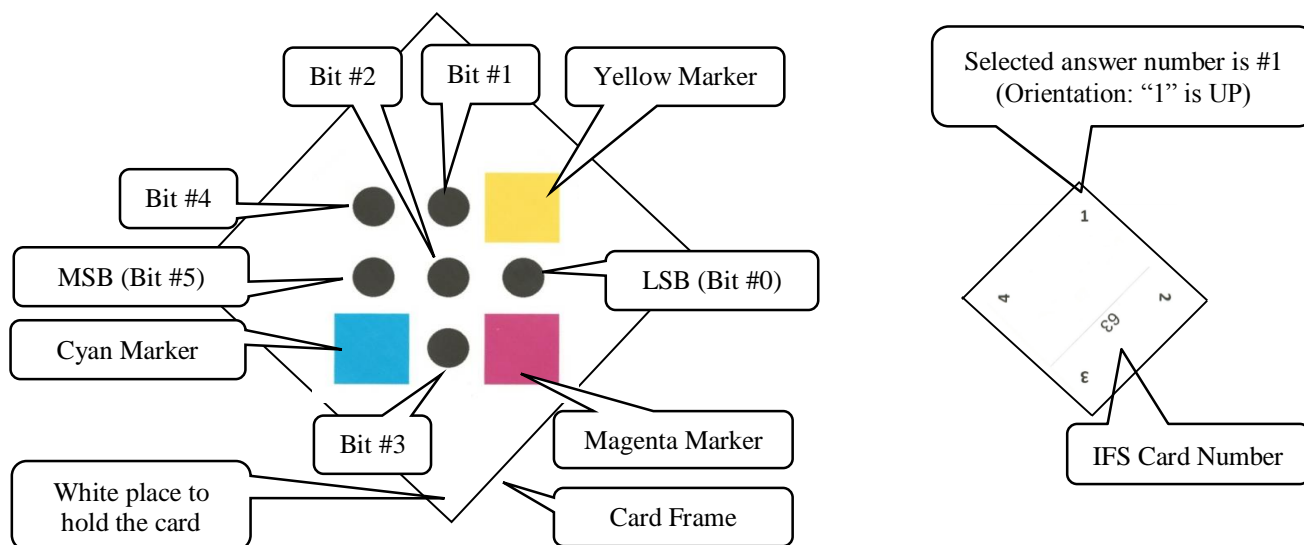 Bit #2
Bit #1
Yellow Marker
Bit #4
MSB (Bit #5)
LSB (Bit #0)
Cyan Marker
Bit #3
Magenta Marker
White place to
hold the card
Card Frame
Selected answer number is #1
(Orientation: “1” is UP)
1
4
2
63
3
IFS Card Number